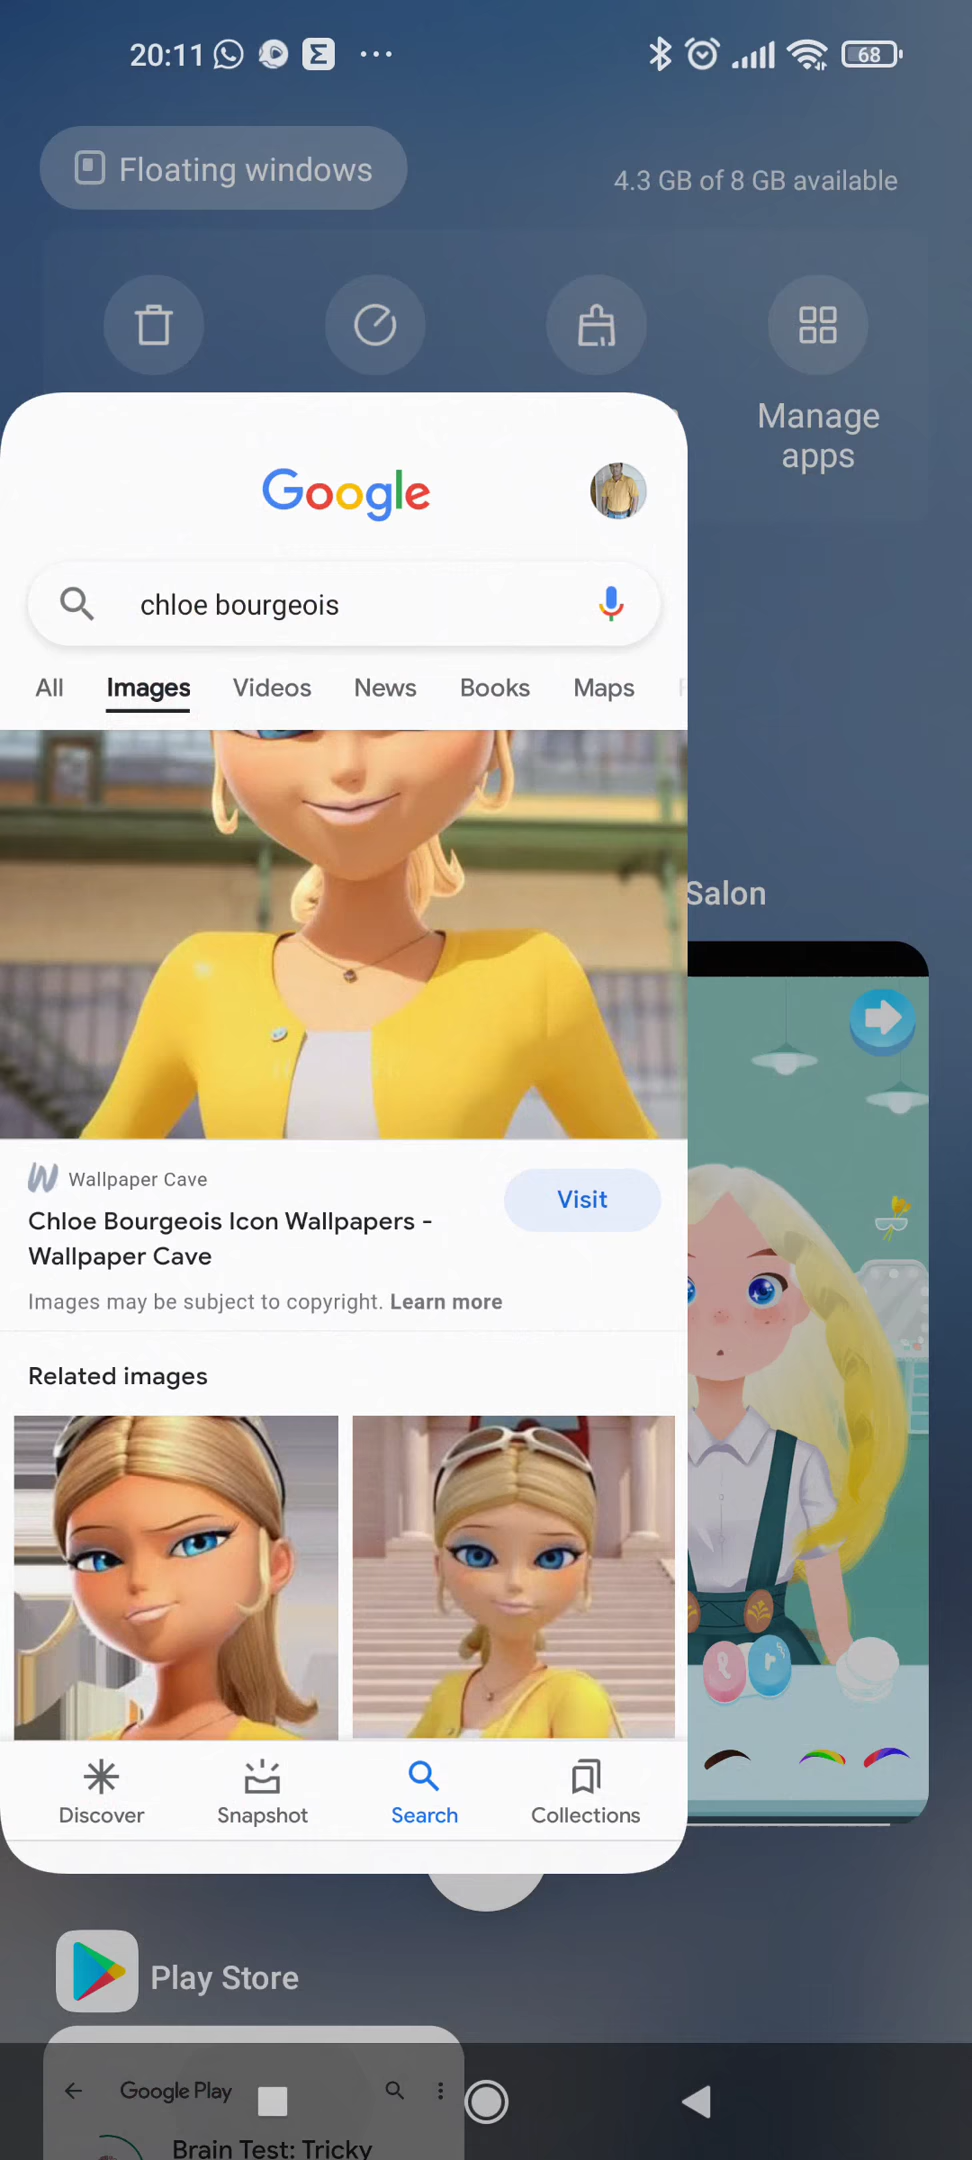 20:11
68
Floating windows
4.3 GB of 8 GB available
Manage
apps
Google
chloe bourgeois
All Images Videos News Books Maps
Salon
Wallpaper Cave
Chloe Bourgeois Icon Wallpapers -
Wallpaper Cave
Visit
Images may be subject to copyright. Learn more
Related images
Discover Snapshot Search Collections
Play Store
Google Play
Brain Test: Tricky